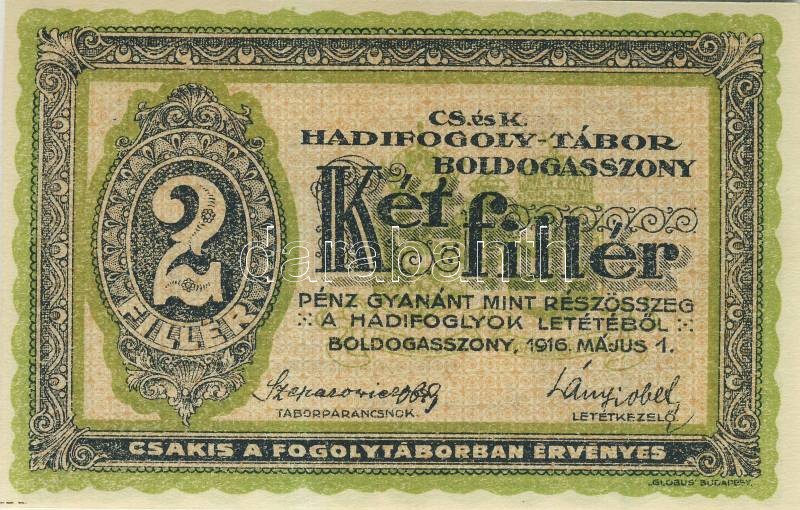 CS. és K.
HADIFOGOLY-TÁBOR
BOLDOGASSZONY
Két fillér
2
FILLÉR
PÉNZ GYANÁNT MINT RÉSZÖSSZEG
A HADIFOGLYOK LETÉTÉBŐL
BOLDOGASSZONY, 1916. MÁJUS 1.
TÁBORPARANCSNOK.
LETÉTKEZELŐ
CSAKIS A FOGOLYTÁBORBAN ÉRVÉNYES
„GLOBUS" BUDAPEST.
darabanth